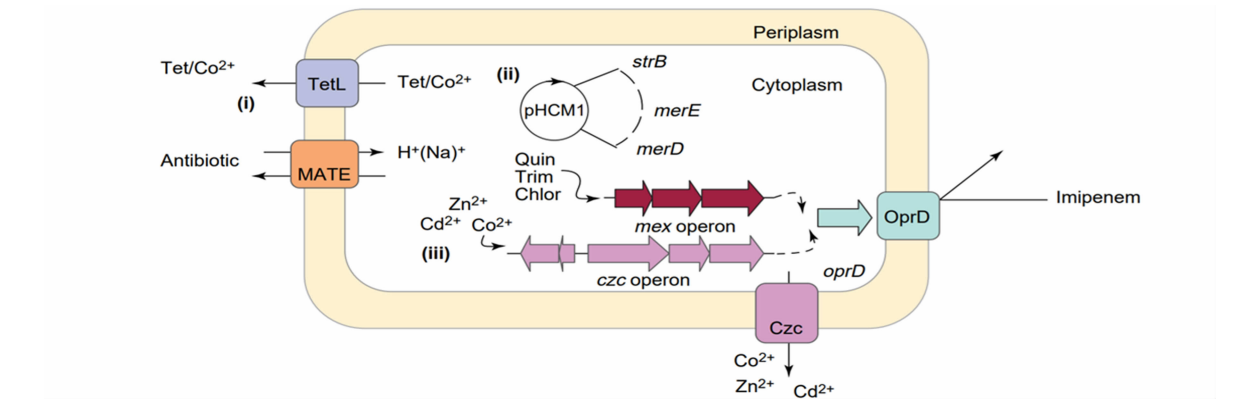 Periplasm
Cytoplasm
Tet/Co²⁺
TetL
Tet/Co²⁺
(i)
(ii)
pHCM1
strB
merE
merD
Antibiotic
MATE
H⁺(Na)⁺
Quin
Trim
Chlor
mex operon
Zn²⁺
Cd²⁺ Co²⁺
(iii)
czc operon
oprD
OprD
Imipenem
Czc
Co²⁺
Zn²⁺ Cd²⁺